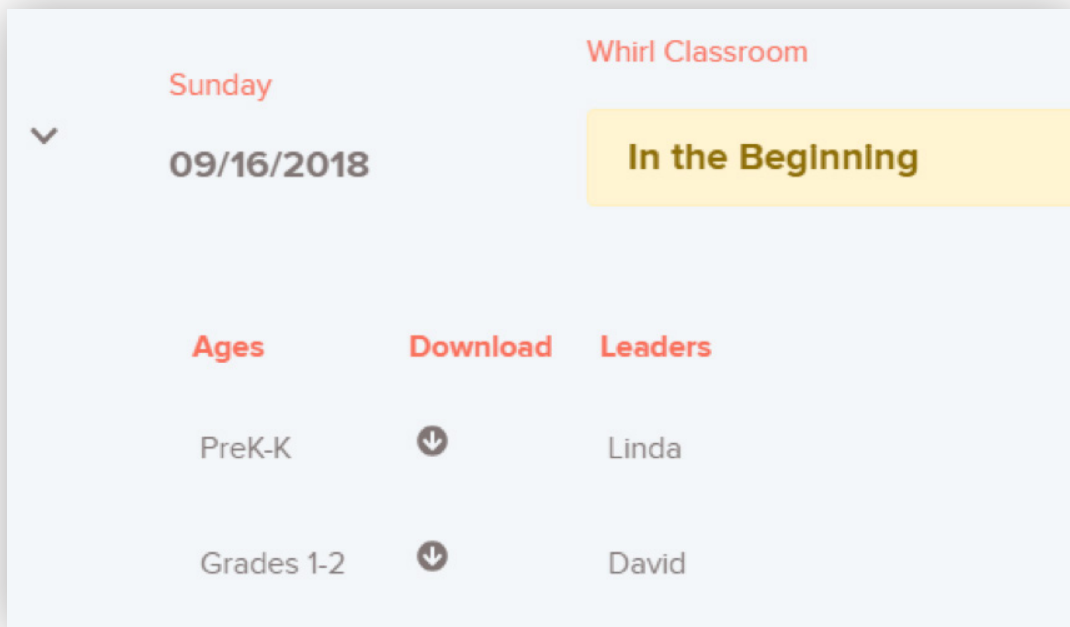 Whirl Classroom
Sunday
In the Beginning
09/16/2018
Ages Download Leaders
PreK-K Linda
Grades 1-2 David